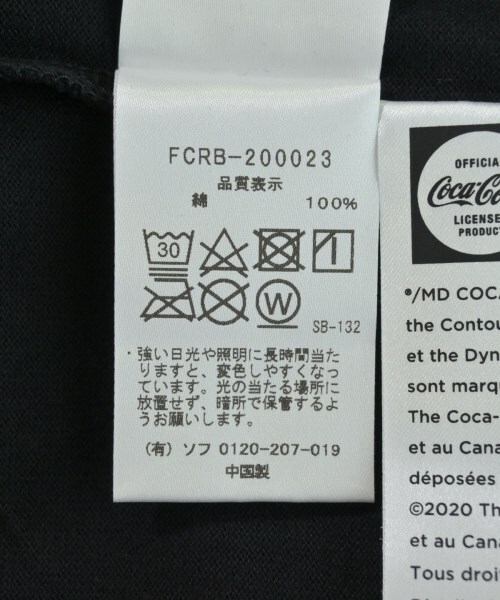 FCRB-200023
品質表示
綿 100%
30
W
SB-132
・強い日光や照明に長時間当た
りますと、変色しやすくなっ
ています。光の当たる場所に
放置せず、暗所で保管するよ
うお願いします。
(有) ソフ 0120-207-019
中国製
OFFICIA
Coca-Co
LICENSE
PRODUC
®/MD COCA
the Contou
et the Dyn
sont marqu
The Coca-
et au Cana
déposées
©2020 Th
et au Cana
Tous droi